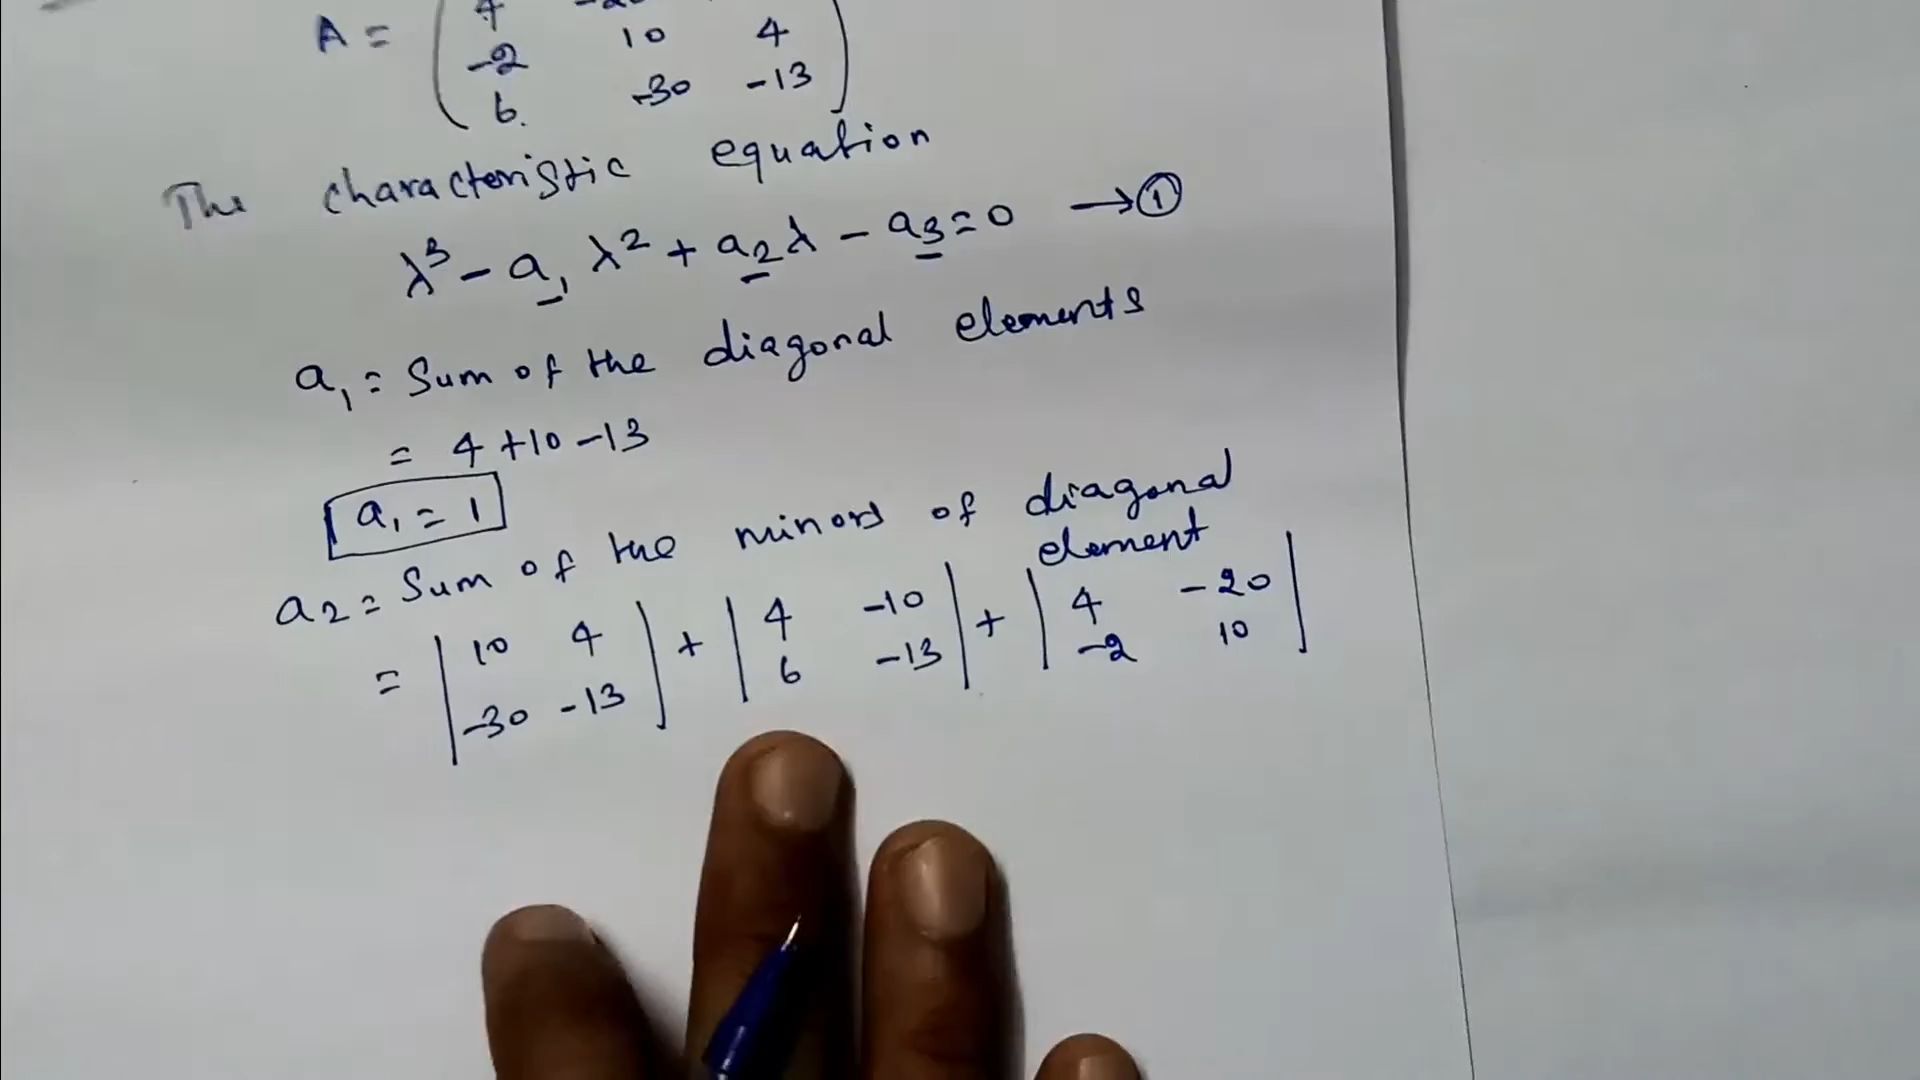 4 -20
A = -2 10 4
6. -30 -13
The characteristic equation
λ³ - a₁ λ² + a₂ λ - a₃ = 0 → ①
a₁ = Sum of the diagonal elements
= 4 + 10 - 13
a₁ = 1
a₂ = Sum of the minors of diagonal
element
= | 10 4 | + | 4 -10 | + | 4 -20 |
| -30 -13 | | 6 -13 | | -2 10 |